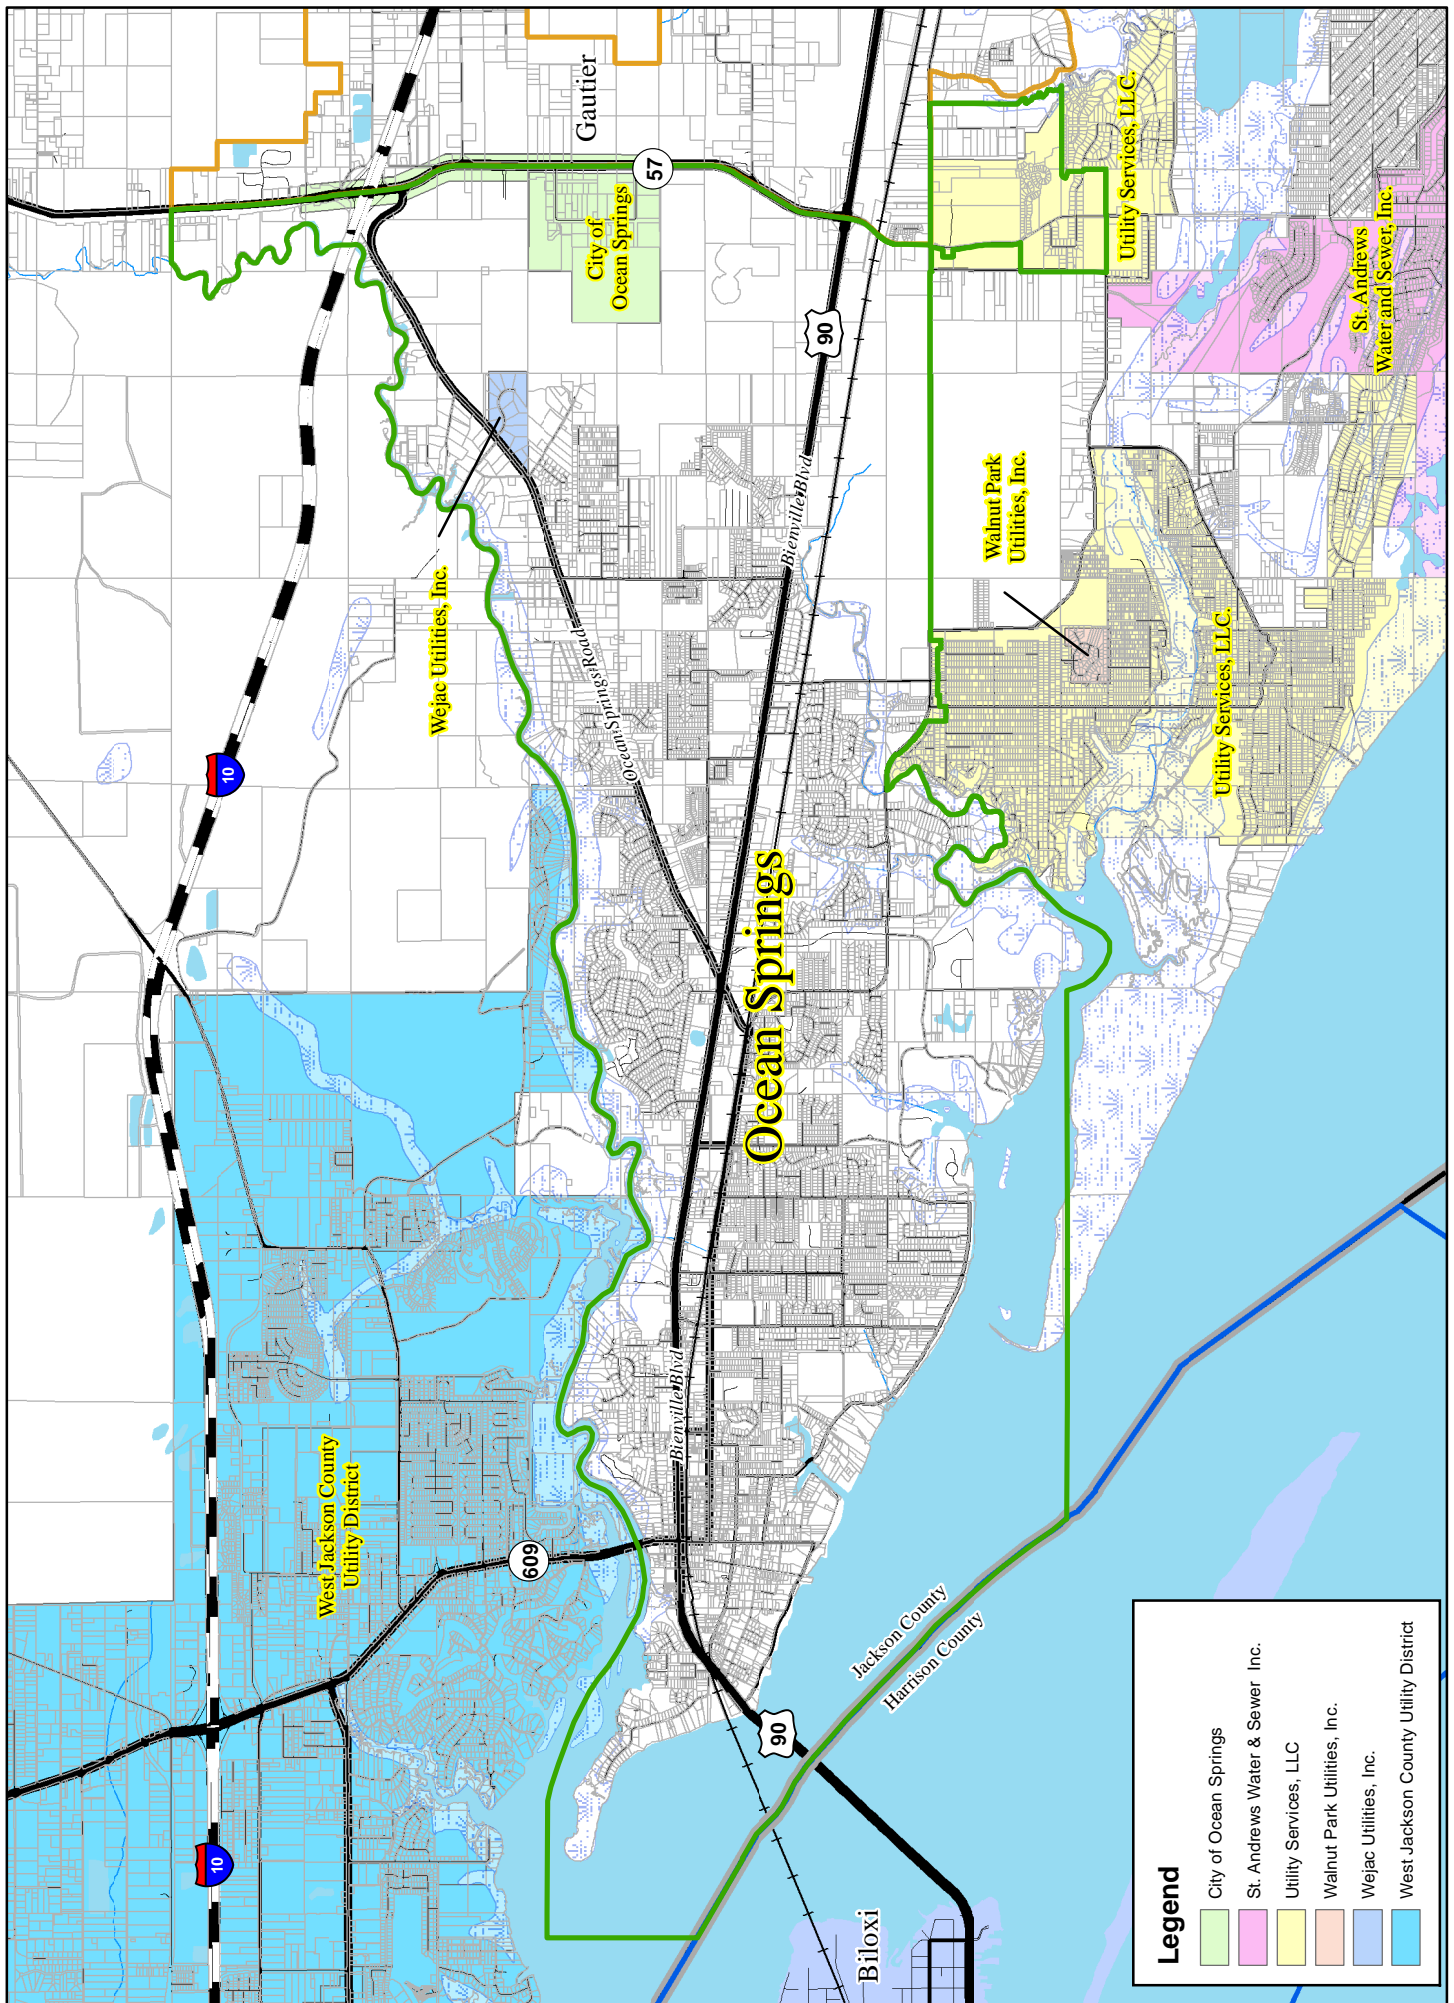 10
10
609
West Jackson County
Utility District
Wejac Utilities, Inc.
City of
Ocean Springs
57
Gautier
Ocean Springs Road
Bienville Blvd
Bienville Blvd
90
90
Ocean Springs
Walnut Park
Utilities, Inc.
Utility Services, LLC.
Utility Services, LLC.
St. Andrews
Water and Sewer, Inc.
Jackson County
Harrison County
Biloxi
Legend
City of Ocean Springs
St. Andrews Water & Sewer Inc.
Utility Services, LLC
Walnut Park Utilities, Inc.
Wejac Utilities, Inc.
West Jackson County Utility District